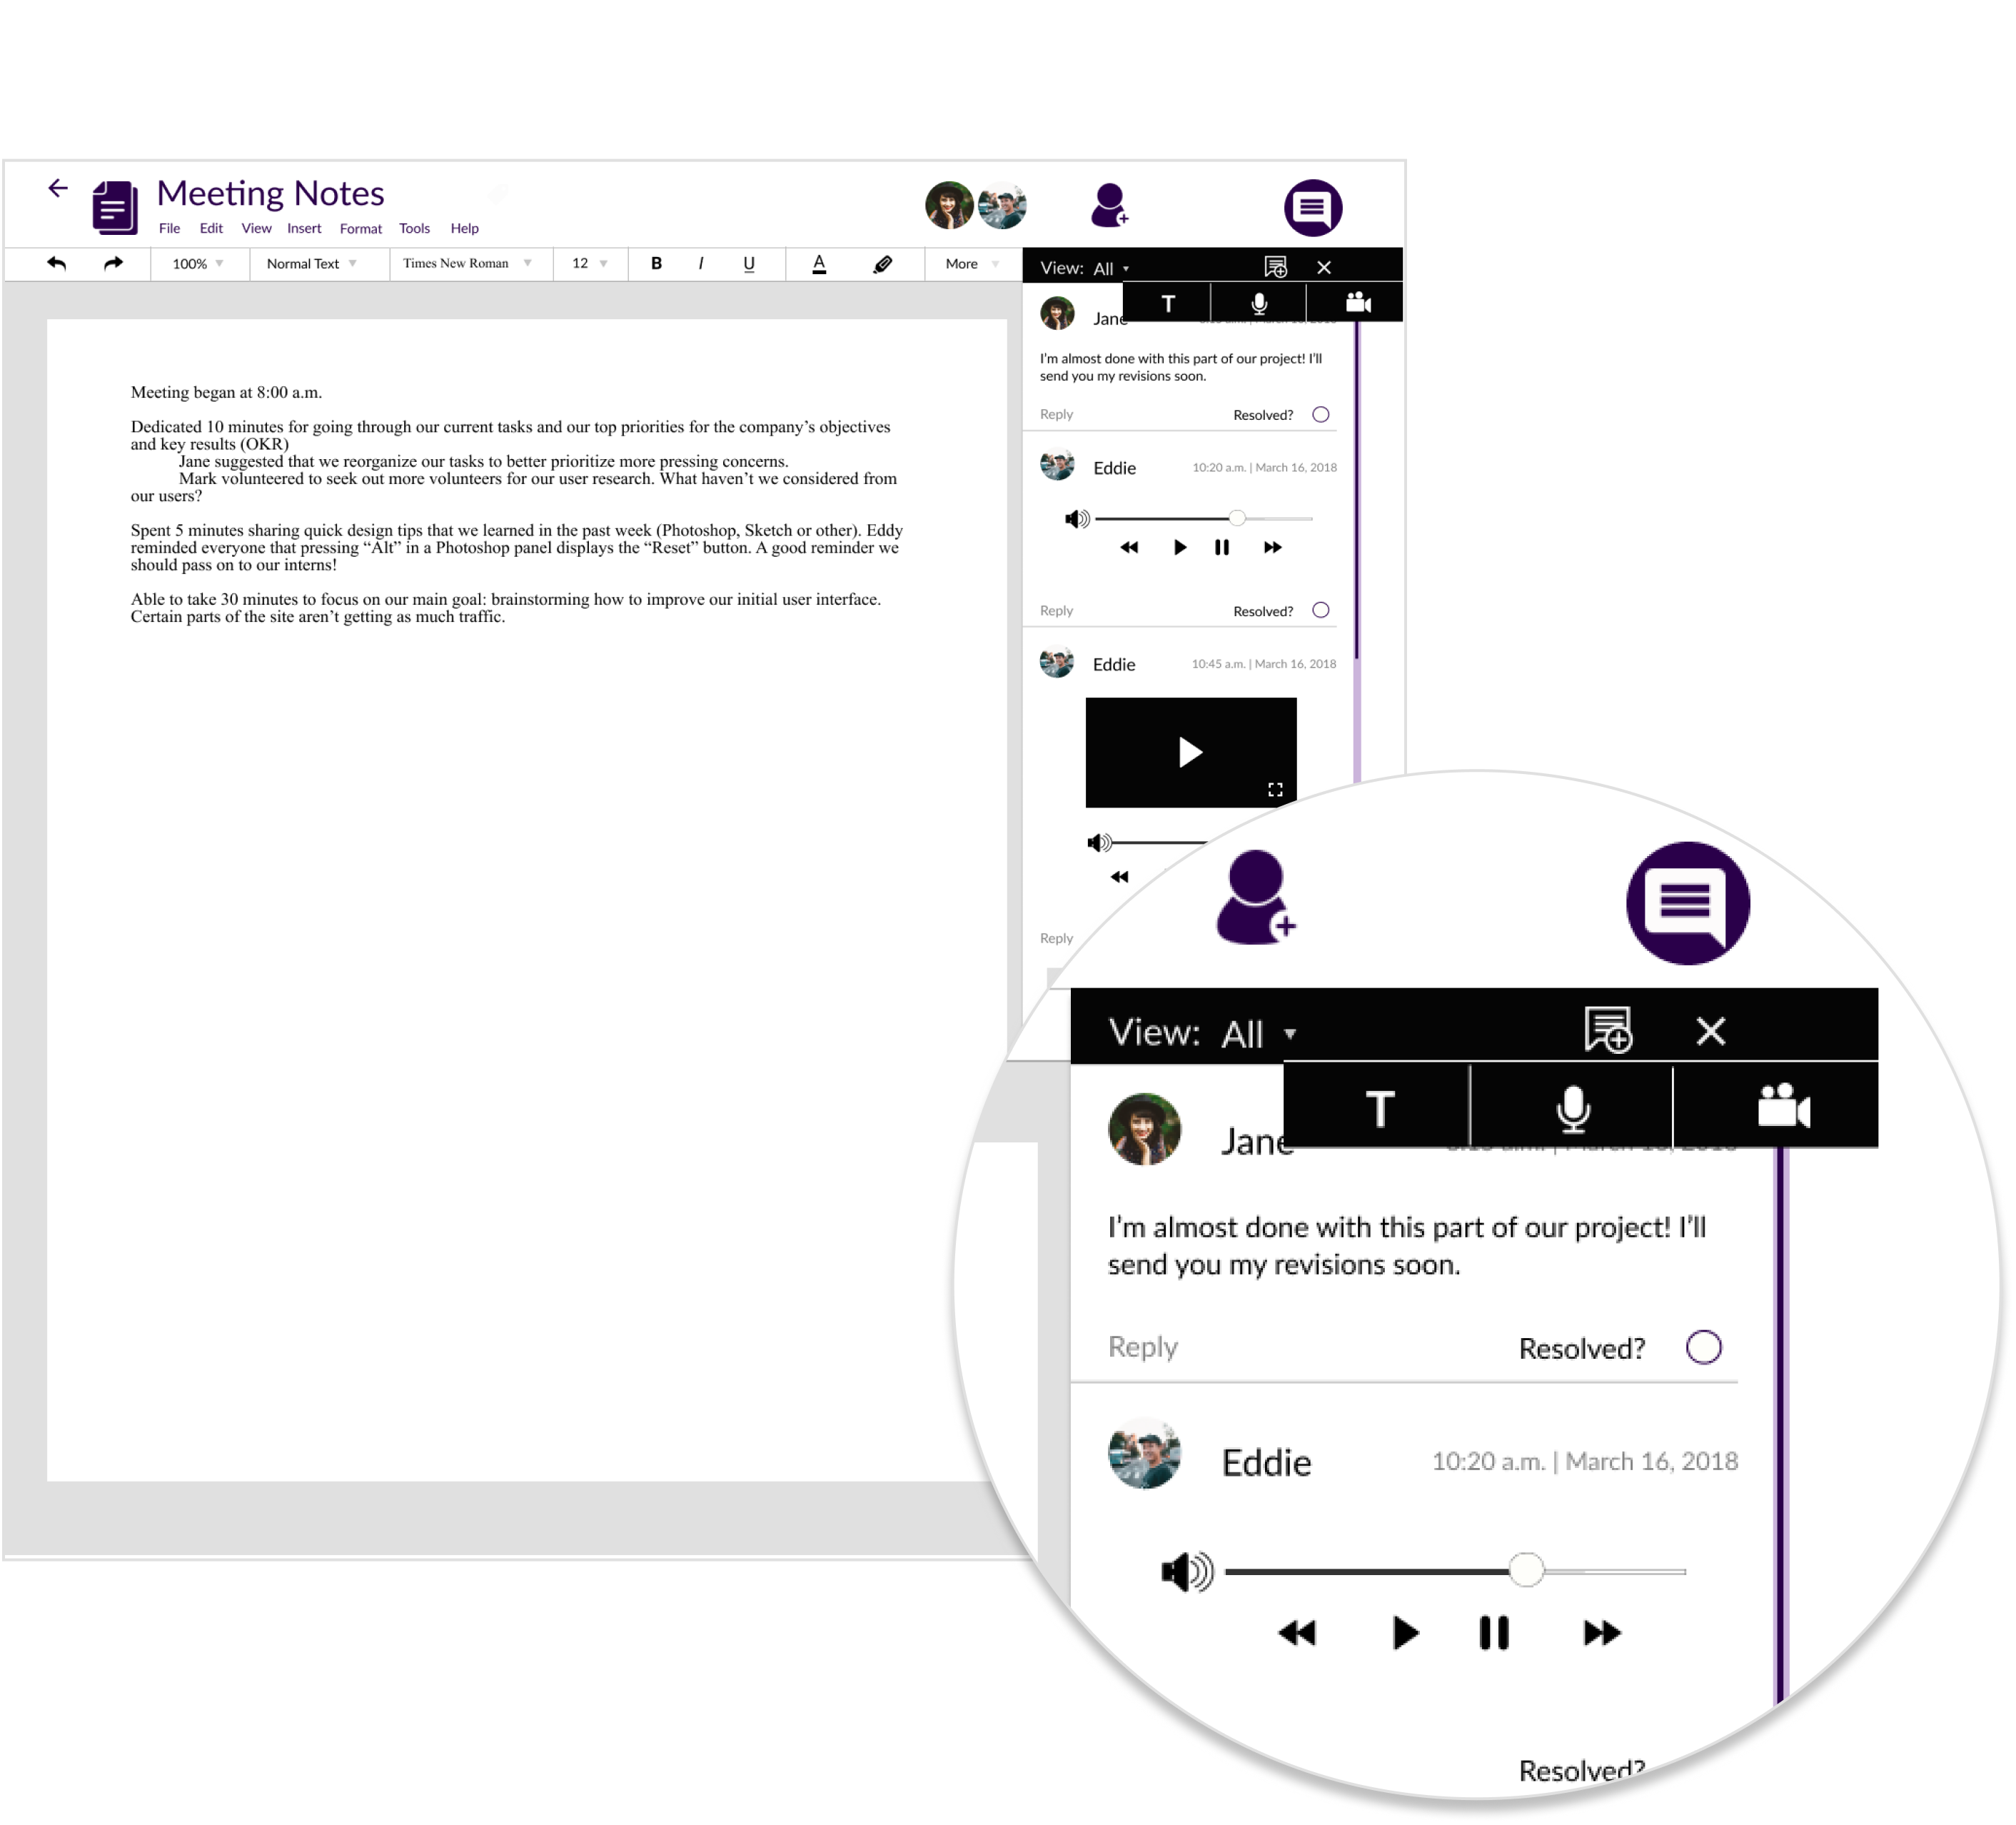 Meeting Notes
File Edit View Insert Format Tools Help
100% Normal Text Times New Roman 12 B I U A More
View: All
T
Jane
I'm almost done with this part of our project! I'll
send you my revisions soon.
Reply Resolved?
Eddie 10:20 a.m. | March 16, 2018
Reply Resolved?
Eddie 10:45 a.m. | March 16, 2018
Reply
Meeting began at 8:00 a.m.
Dedicated 10 minutes for going through our current tasks and our top priorities for the company's objectives
and key results (OKR)
Jane suggested that we reorganize our tasks to better prioritize more pressing concerns.
Mark volunteered to seek out more volunteers for our user research. What haven't we considered from
our users?
Spent 5 minutes sharing quick design tips that we learned in the past week (Photoshop, Sketch or other). Eddy
reminded everyone that pressing “Alt” in a Photoshop panel displays the “Reset” button. A good reminder we
should pass on to our interns!
Able to take 30 minutes to focus on our main goal: brainstorming how to improve our initial user interface.
Certain parts of the site aren't getting as much traffic.
View: All
T
Jane
I'm almost done with this part of our project! I'll
send you my revisions soon.
Reply Resolved?
Eddie 10:20 a.m. | March 16, 2018
Resolved?